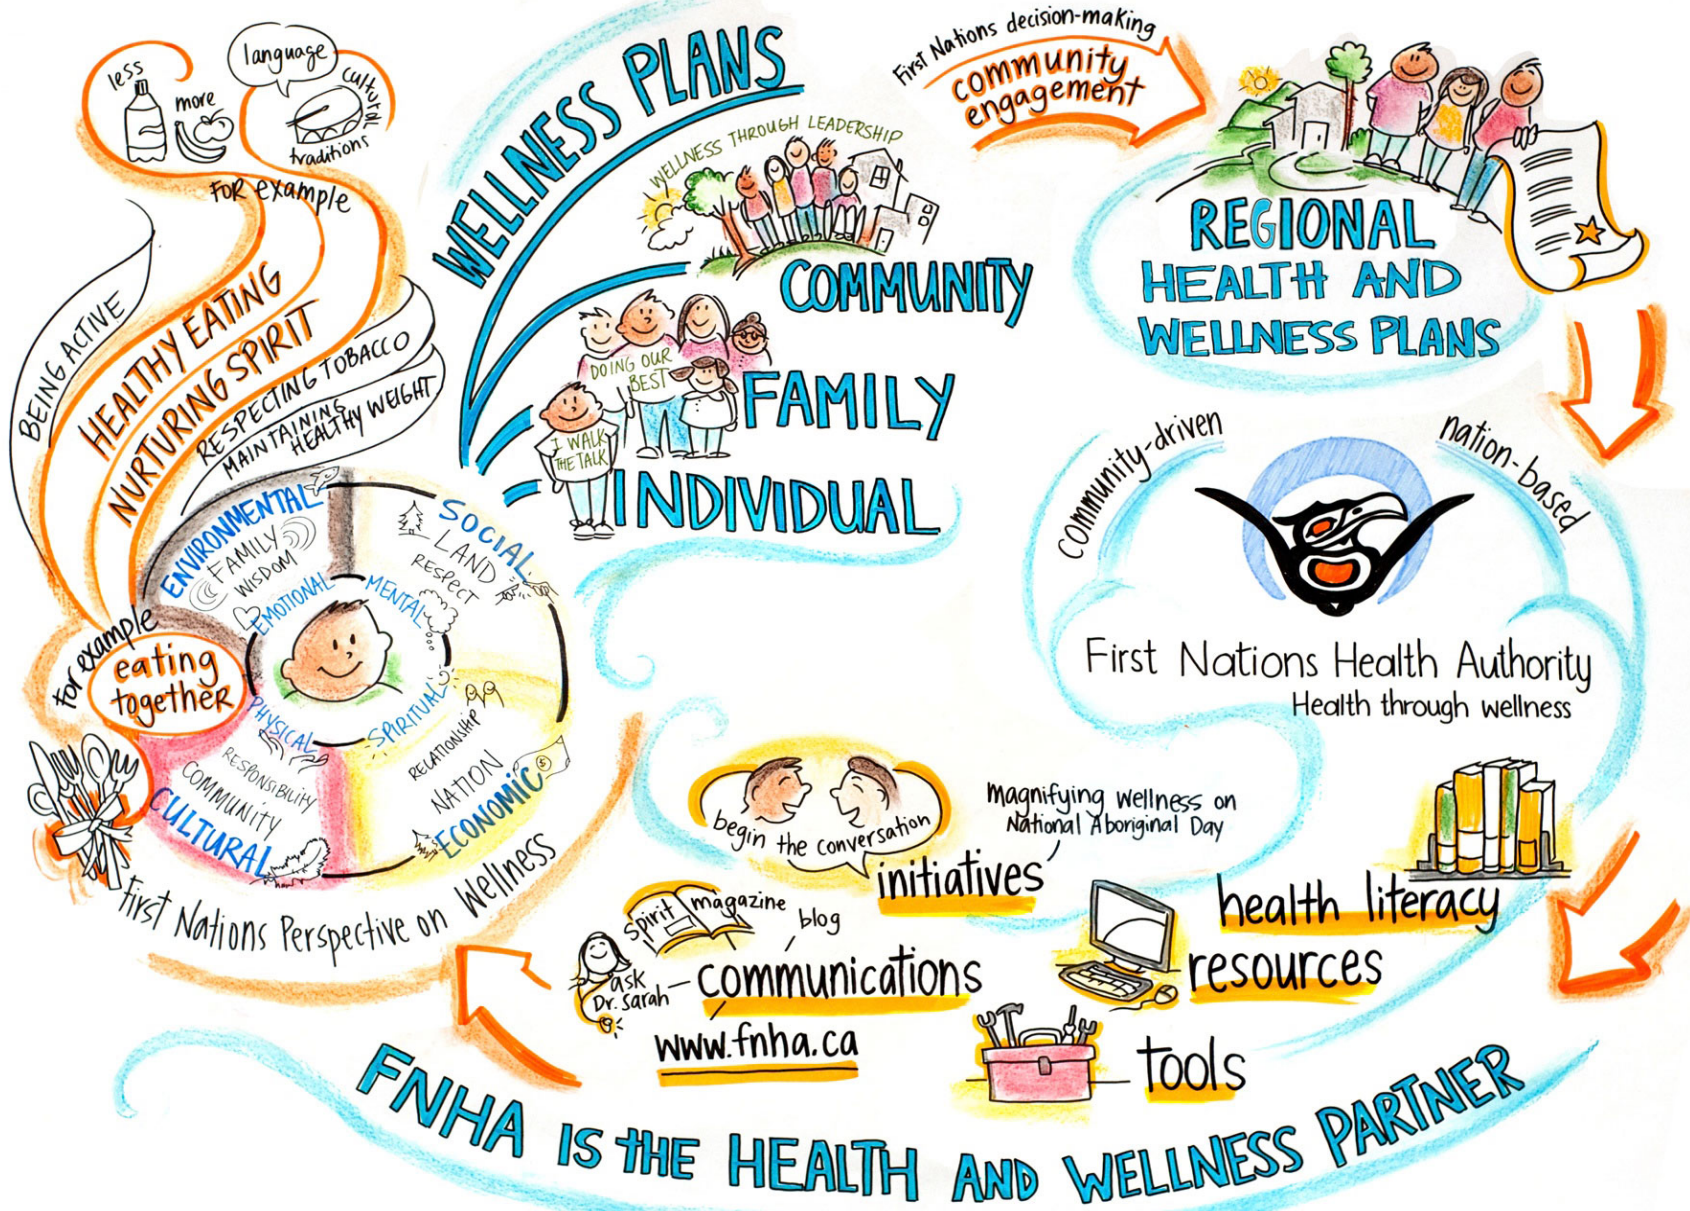 less
more
language
cultural
traditions
For example
BEING ACTIVE
HEALTHY EATING
NURTURING SPIRIT
RESPECTING TOBACCO
MAINTAINING
HEALTHY WEIGHT
WELLNESS PLANS
WELLNESS THROUGH LEADERSHIP
COMMUNITY
DOING OUR
BEST
FAMILY
I WALK
THE TALK
INDIVIDUAL
First Nations decision-making
community
engagement
REGIONAL
HEALTH AND
WELLNESS PLANS
community-driven
nation-based
First Nations Health Authority
Health through wellness
ENVIRONMENTAL
FAMILY
WISDOM
EMOTIONAL
SOCIAL
LAND
RESPECT
MENTAL
for example
eating
together
PHYSICAL
RESPONSIBILITY
COMMUNITY
CULTURAL
SPIRITUAL
RELATIONSHIP
NATION
ECONOMIC
$
First Nations Perspective on Wellness
begin the conversation
initiatives
magnifying wellness on
National Aboriginal Day
spirit magazine
blog
ask
Dr. Sarah
communications
www.fnha.ca
health literacy
resources
tools
FNHA IS THE HEALTH AND WELLNESS PARTNER